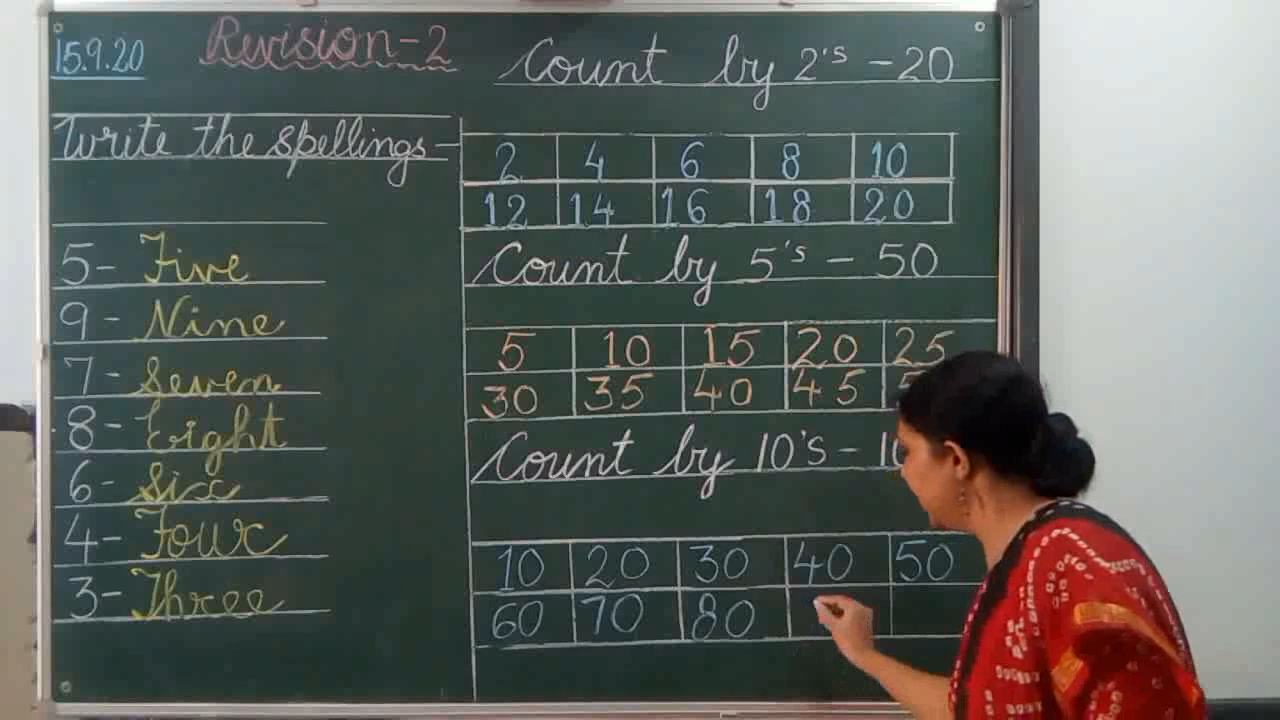 15.9.20
Revision-2
Write the spellings-
5- Five
9- Nine
7- Seven
8- Eight
6- Six
4- Four
3- Three
Count by 2's - 20
2 4 6 8 10
12 14 16 18 20
Count by 5's - 50
5 10 15 20 25
30 35 40 45
Count by 10's -
10 20 30 40 50
60 70 80